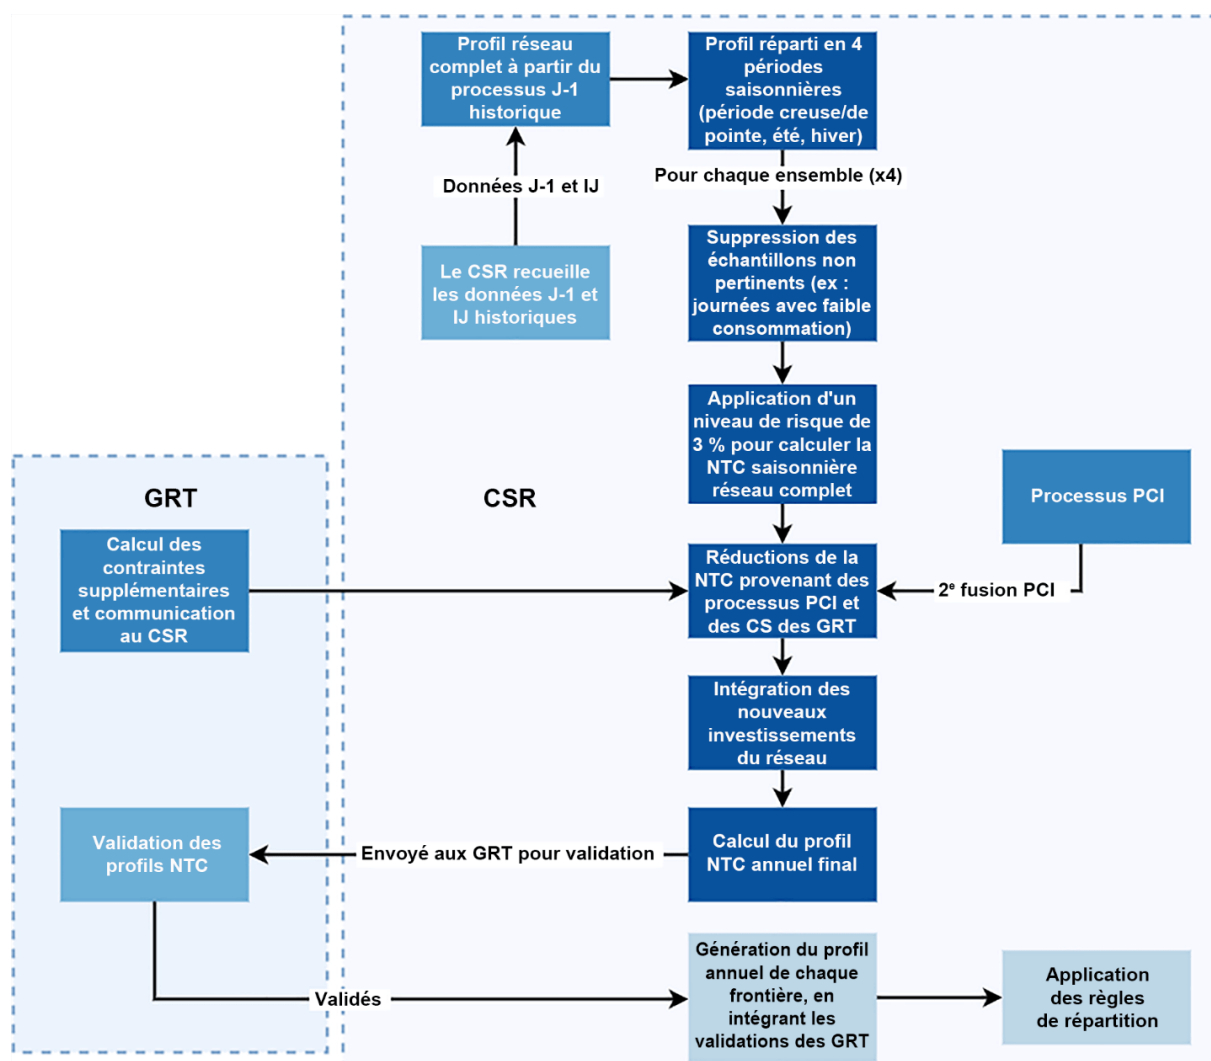 Profil réseau
complet à partir du
processus J-1
historique
Profil réparti en 4
périodes
saisonnières
(période creuse/de
pointe, été, hiver)
Données J-1 et IJ
Pour chaque ensemble (x4)
Le CSR recueille
les données J-1 et
IJ historiques
Suppression des
échantillons non
pertinents (ex :
journées avec faible
consommation)
Application d'un
niveau de risque de
3 % pour calculer la
NTC saisonnière
réseau complet
GRT
CSR
Processus PCI
Calcul des
contraintes
supplémentaires
et communication
au CSR
Réductions de la
NTC provenant des
processus PCI et
des CS des GRT
2e fusion PCI
Intégration des
nouveaux
investissements
du réseau
Validation des
profils NTC
Envoyé aux GRT pour validation
Calcul du profil
NTC annuel final
Validés
Génération du profil
annuel de chaque
frontière, en
intégrant les
validations des GRT
Application
des règles
de répartition